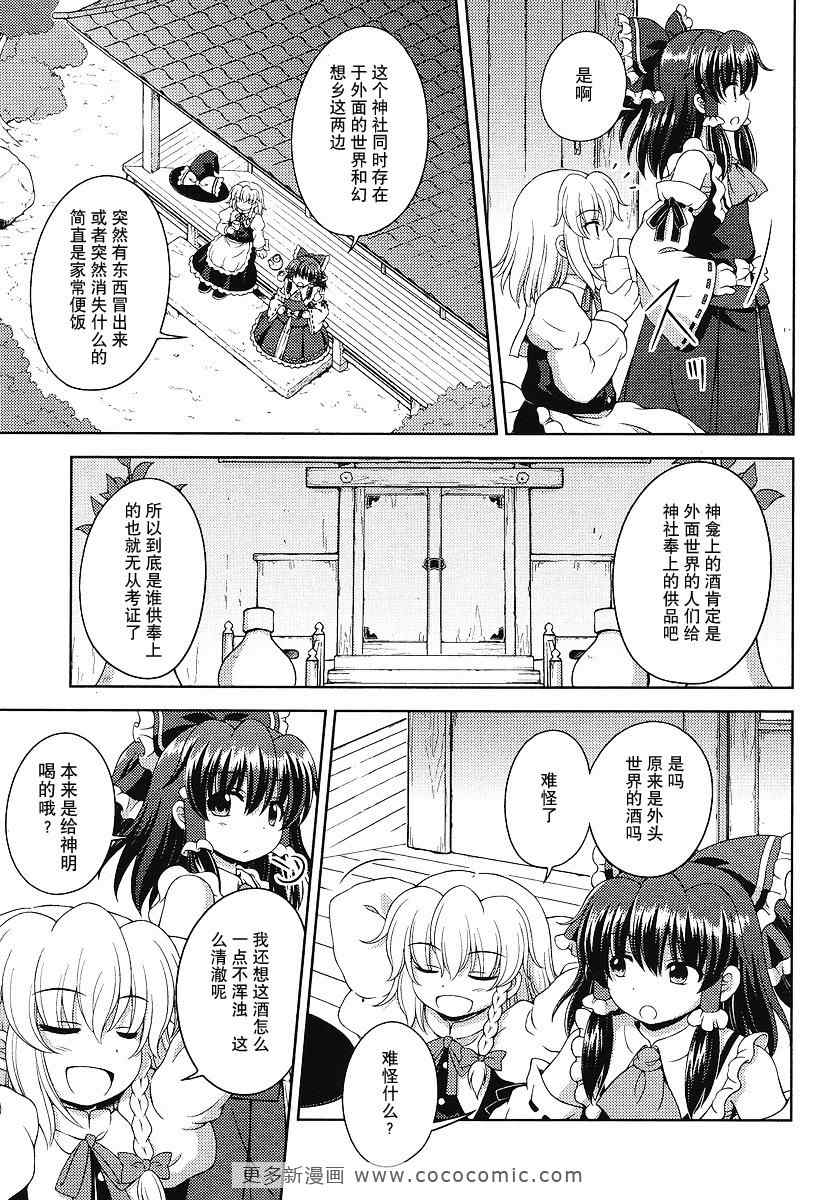 是
啊
这个神社同时存在
于外面的世界和幻
想乡这两边
突然有东西冒出来
或者突然消失什么的
简直是家常便饭
神龛上的酒肯定是
外面世界的人们给
神社奉上的供品吧
所以到底是谁供奉上
的也就无从考证了
是吗
原来是外头
世界的酒吗
难怪
了
难怪什么?
本来是给神明
喝的哦?
我还想这酒怎么
一点不浑浊 这
么清澈呢
更多新漫画 www.cococomic.com